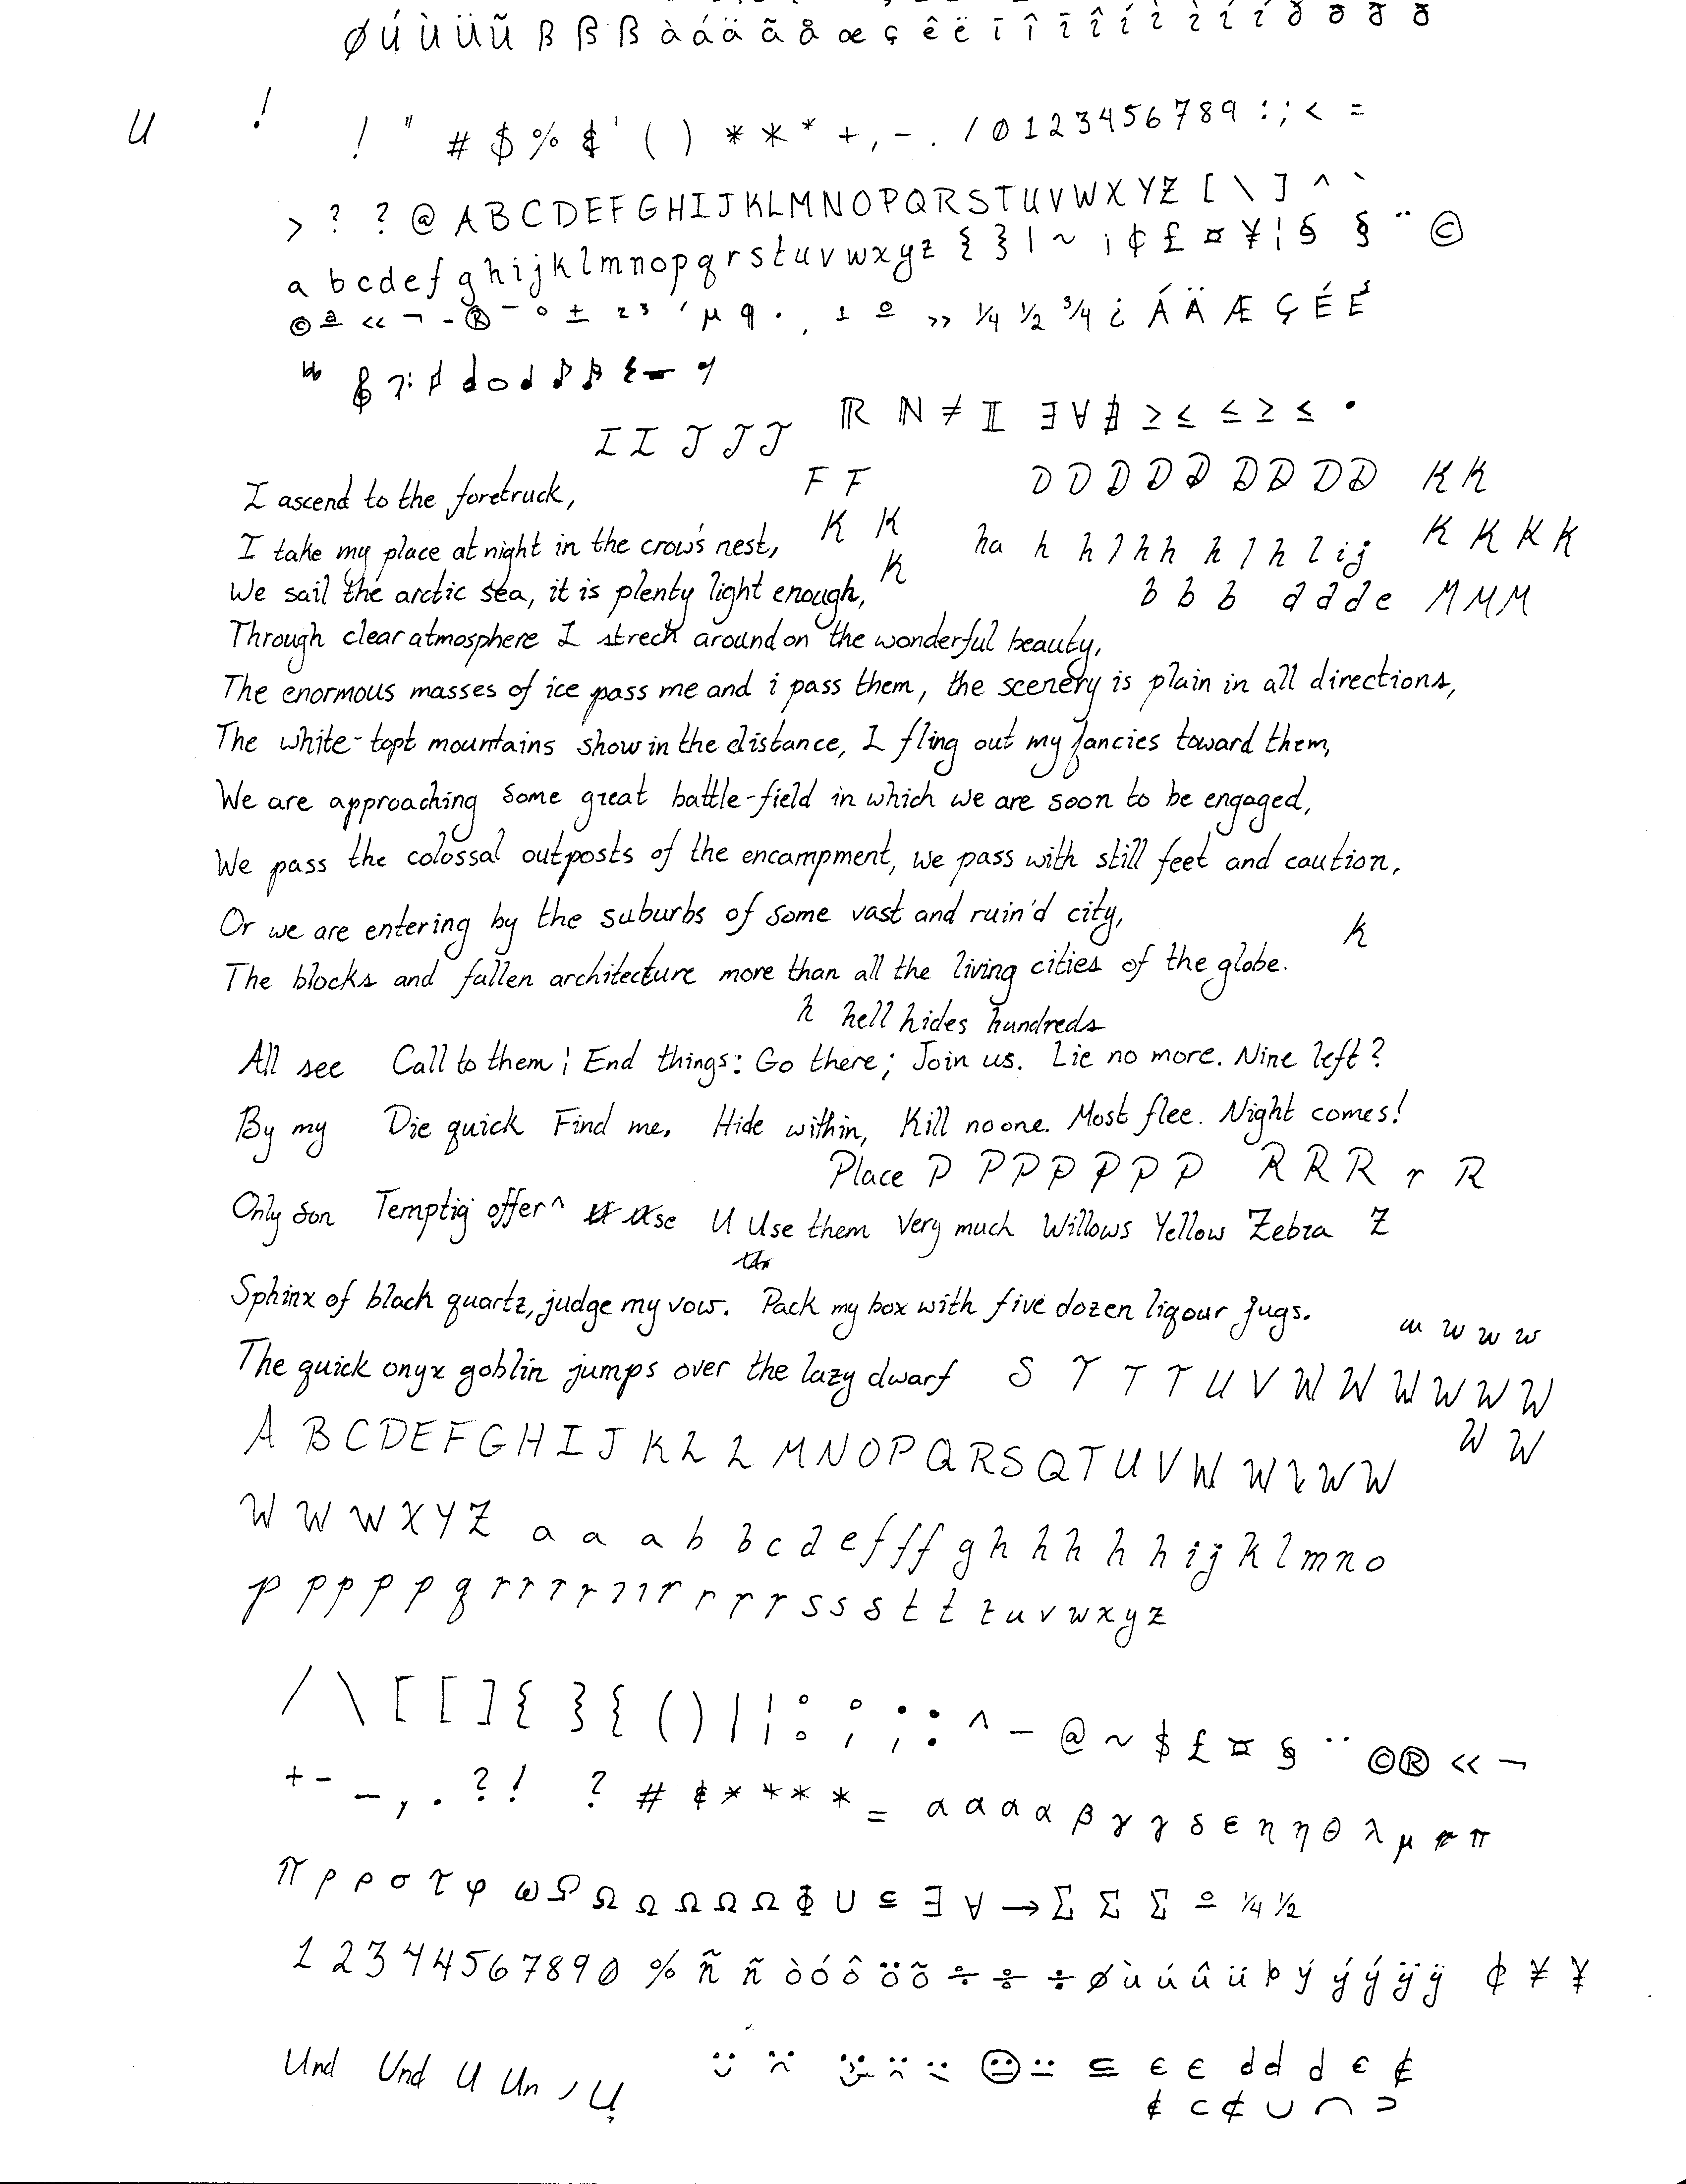 ø ú ù ü ũ ß ß ß à á ä ã å æ ç ê ë ī î ī î í ì ì í í ð ð ð ð
U ! ! " # $ % & ' ( ) * * * + , - . / 0 1 2 3 4 5 6 7 8 9 : ; < =
> ? ? @ A B C D E F G H I J K L M N O P Q R S T U V W X Y Z [ \ ] ^ `
a b c d e f g h i j k l m n o p q r s t u v w x y z { } | ~ ¡ ¢ £ ¤ ¥ ¦ § § ¨ ©
© ª « ¬ - ® ¯ ° ± ² ³ ´ µ ¶ · ¸ ¹ º » ¼ ½ ¾ ¿ Á Ä Æ Ç É É
ℝ ℕ ≠ 𝕀 ∃ ∀ ∄ ≥ ≤ ≤ ≥ ≤ •
I I J J J
F F D D D D D D D D D K K
I ascend to the foretruck,
K K ha h h l h h h l h l i j K K K K
I take my place at night in the crow's nest,
K
We sail the arctic sea, it is plenty light enough,
b b b d d d e M M M
Through clear atmosphere I strech around on the wonderful beauty,
The enormous masses of ice pass me and i pass them, the scenery is plain in all directions,
The white-topt mountains show in the distance, I fling out my fancies toward them,
We are approaching some great battle-field in which we are soon to be engaged,
We pass the colossal outposts of the encampment, we pass with still feet and caution,
Or we are entering by the suburbs of some vast and ruin'd city,
k
The blocks and fallen architecture more than all the living cities of the globe.
h hell hides hundreds
All see Call to them ¦ End things: Go there; Join us. Lie no more. Nine left?
By my Die quick Find me. Hide within, Kill no one. Most flee. Night comes!
Place P P P P P P P R R R r R
Only son Temptig offer^ use U Use them Very much Willows Yellow Zebra Z
Sphinx of black quartz, judge my vow. Pack my box with five dozen liqour jugs.
w w w w
The quick onyx goblin jumps over the lazy dwarf S T T T U V W W W W W W
W W
A B C D E F G H I J K L L M N O P Q R S Q T U V W W W W W
W W W X Y Z a a a b b c d e f f f g h h h h h i j k l m n o
p p p p p q r r r r r r r r r r r s s s t t t u v w x y z
/ \ [ [ ] { } { ( ) | ¦ : ; ; : ^ - @ ~ $ £ ¤ § ¨ © ® « ¬
+ - - , . ? ! ? # & * * * * = α α α α β γ γ δ ε η η θ λ μ π
π ρ ρ σ τ φ ω Ω Ω Ω Ω Ω Ω Φ ∪ ⊆ ∃ ∀ → Σ Σ Σ º ¼ ½
1 2 3 4 4 5 6 7 8 9 0 % ñ ñ ò ó ô ö õ ÷ ÷ ÷ ø ù ú û ü þ ý ý ý ÿ ÿ ¢ ¥ ¥
Und Und U Un , U ⊆ ϵ ϵ d d d ϵ ¢
¢ ⊂ ⊄ ∪ ∩ ⊃